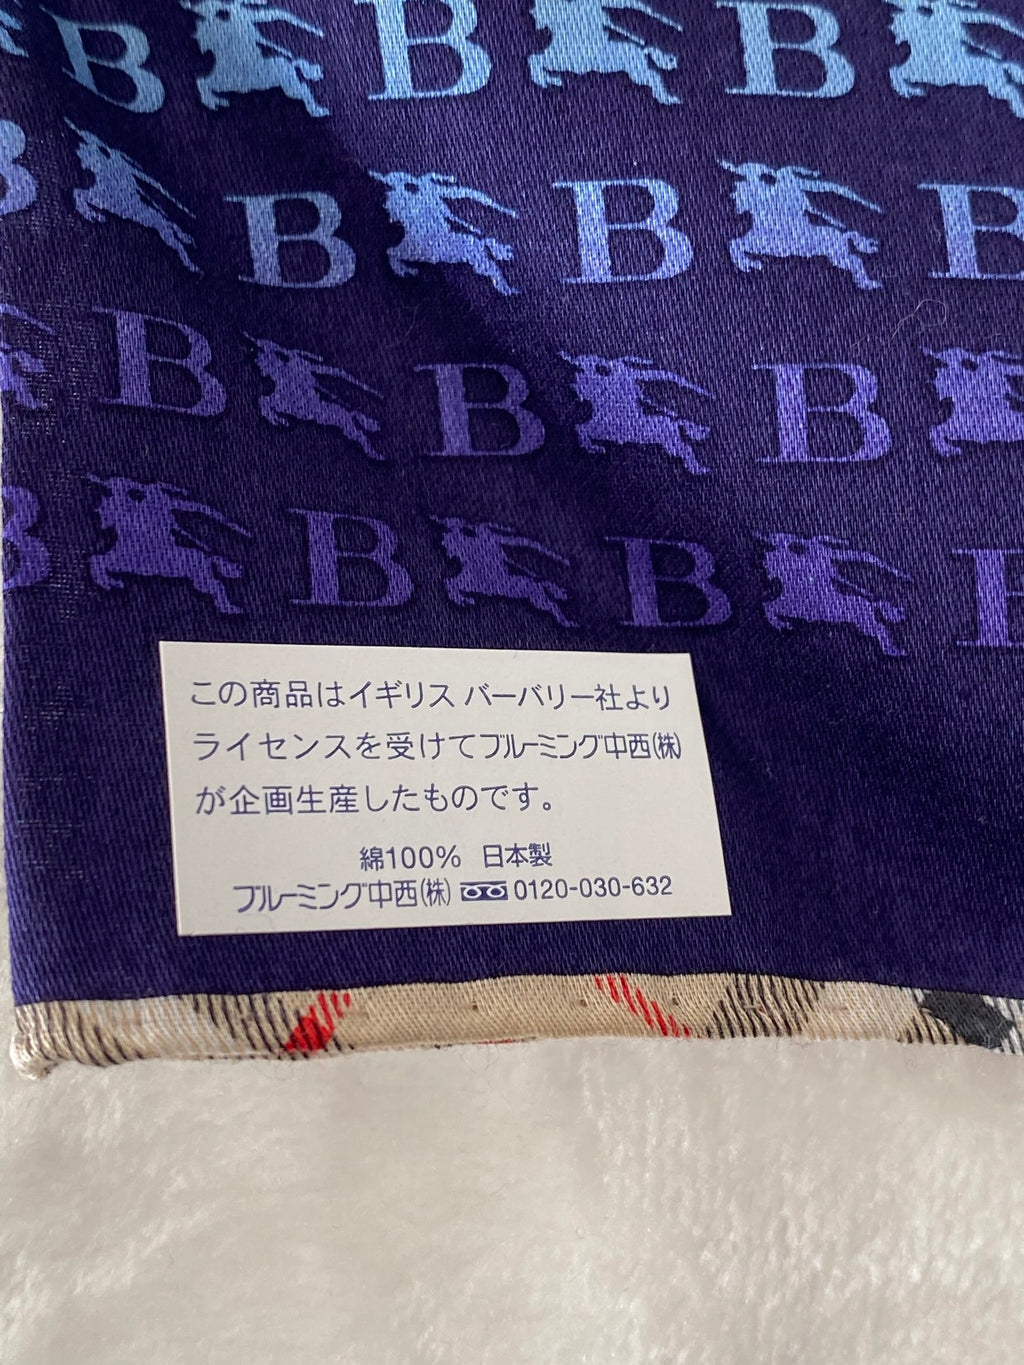 B B B
B B B
B B B
B B B B
この商品はイギリス バーバリー社より
ライセンスを受けてブルーミング中西(株)
が企画生産したものです。
綿100% 日本製
ブルーミング中西(株) 0120-030-632